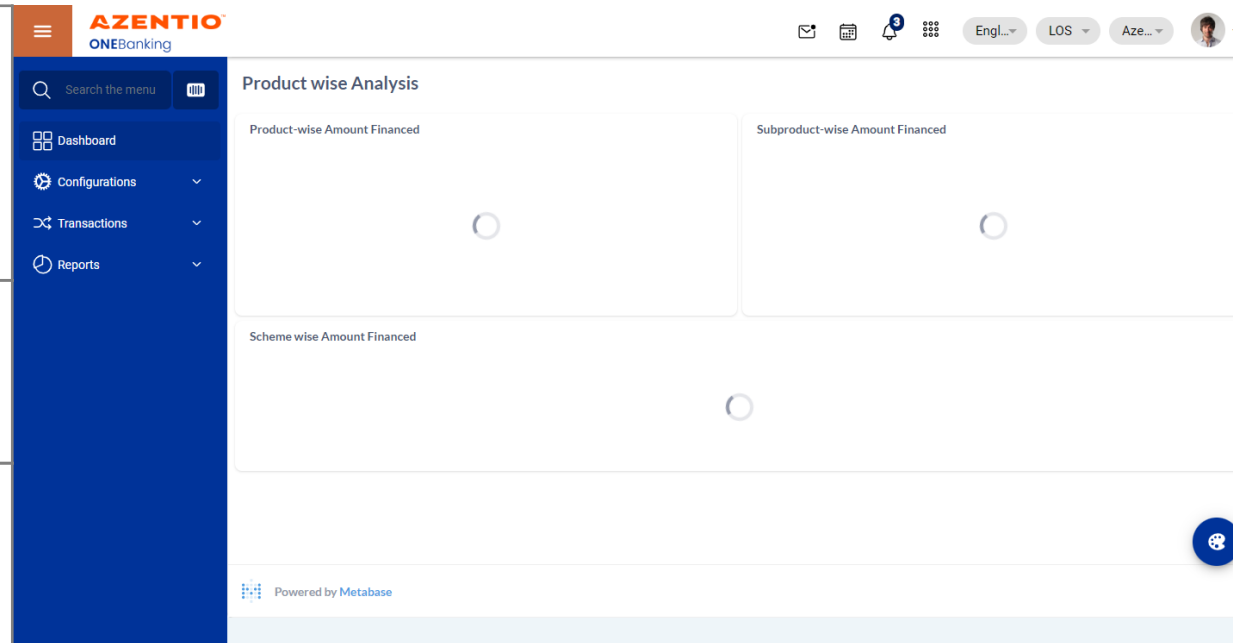 AZENTIO
ONEBanking
3
Engl...
LOS
Aze...
Search the menu
Dashboard
Configurations
Transactions
Reports
Product wise Analysis
Product-wise Amount Financed
Subproduct-wise Amount Financed
Scheme wise Amount Financed
Powered by Metabase